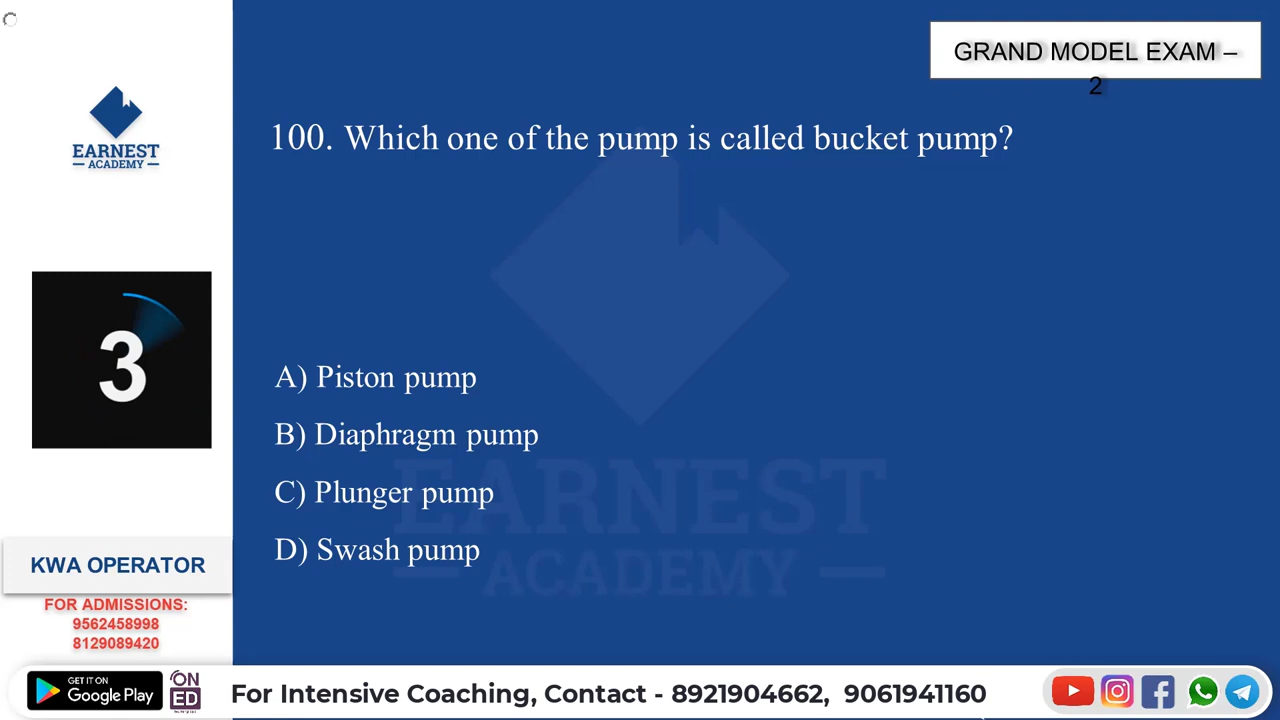 GRAND MODEL EXAM –
2
EARNEST
ACADEMY
100. Which one of the pump is called bucket pump?
3
A) Piston pump
B) Diaphragm pump
C) Plunger pump
D) Swash pump
EARNEST
ACADEMY
KWA OPERATOR
FOR ADMISSIONS:
9562458998
8129089420
GET IT ON
Google Play
ON
ED
For Intensive Coaching, Contact - 8921904662, 9061941160